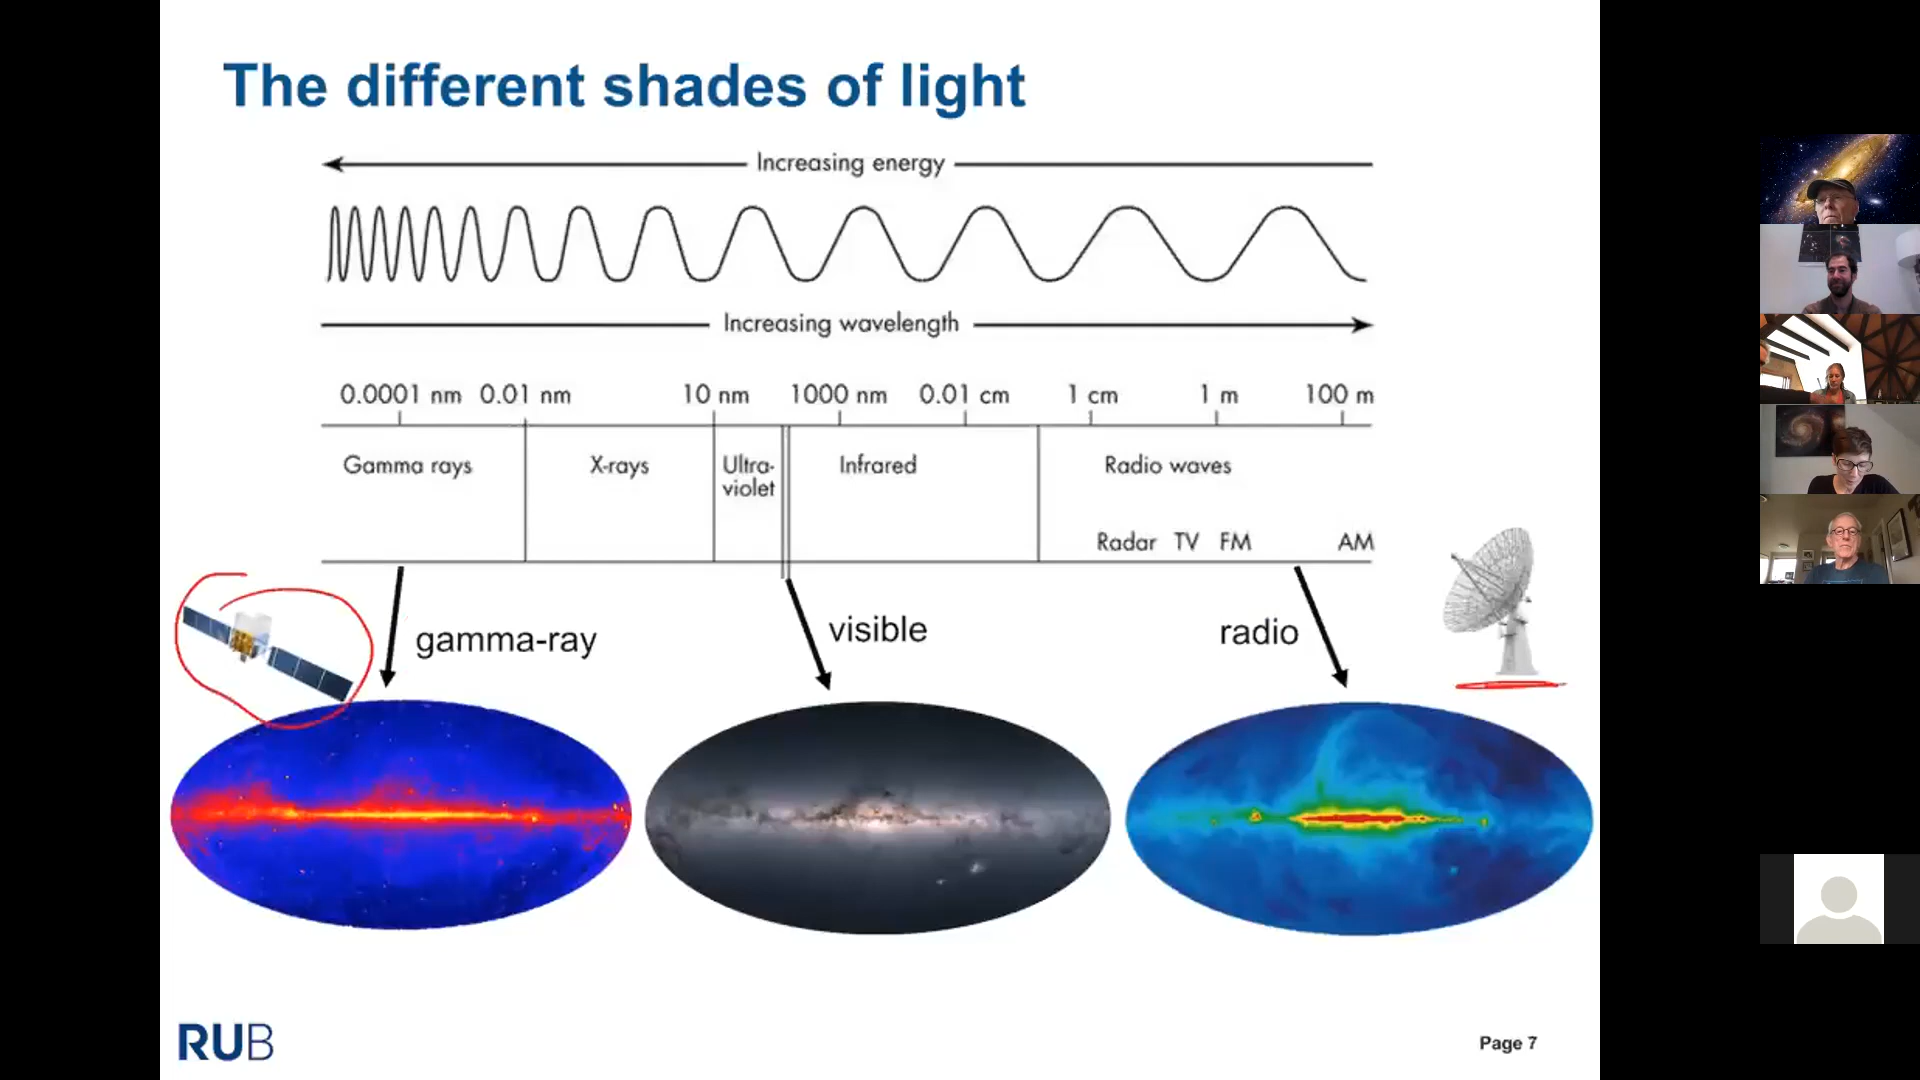 The different shades of light
Increasing energy
Increasing wavelength
0.0001 nm 0.01 nm 10 nm 1000 nm 0.01 cm 1 cm 1 m 100 m
Gamma rays X-rays Ultra- Infrared Radio waves
violet
Radar TV FM AM
gamma-ray visible radio
RUB
Page 7